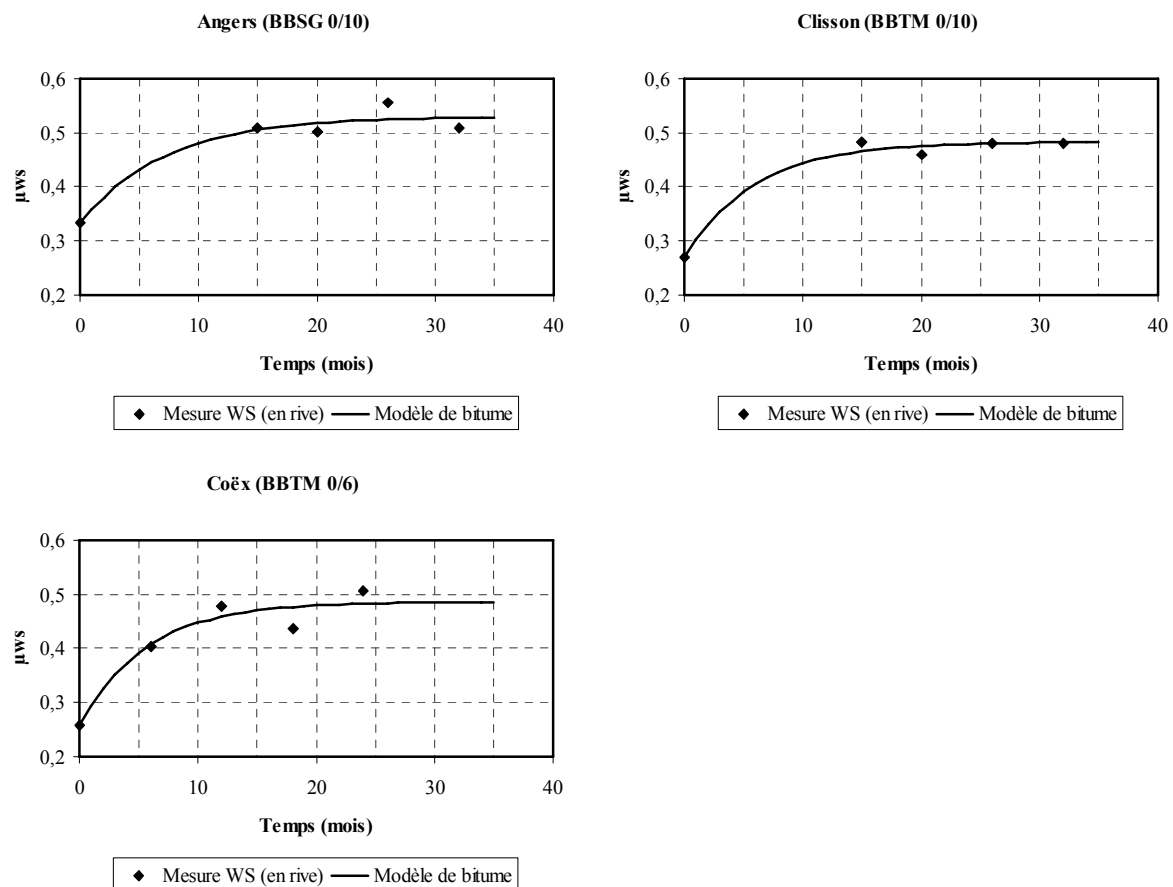 Angers (BBSG 0/10)
0,6
0,5
0,4
0,3
0,2
µws
0 10 20 30 40
Temps (mois)
Mesure WS (en rive) Modèle de bitume
Clisson (BBTM 0/10)
0,6
0,5
0,4
0,3
0,2
µws
0 10 20 30 40
Temps (mois)
Mesure WS (en rive) Modèle de bitume
Coëx (BBTM 0/6)
0,6
0,5
0,4
0,3
0,2
µws
0 10 20 30 40
Temps (mois)
Mesure WS (en rive) Modèle de bitume